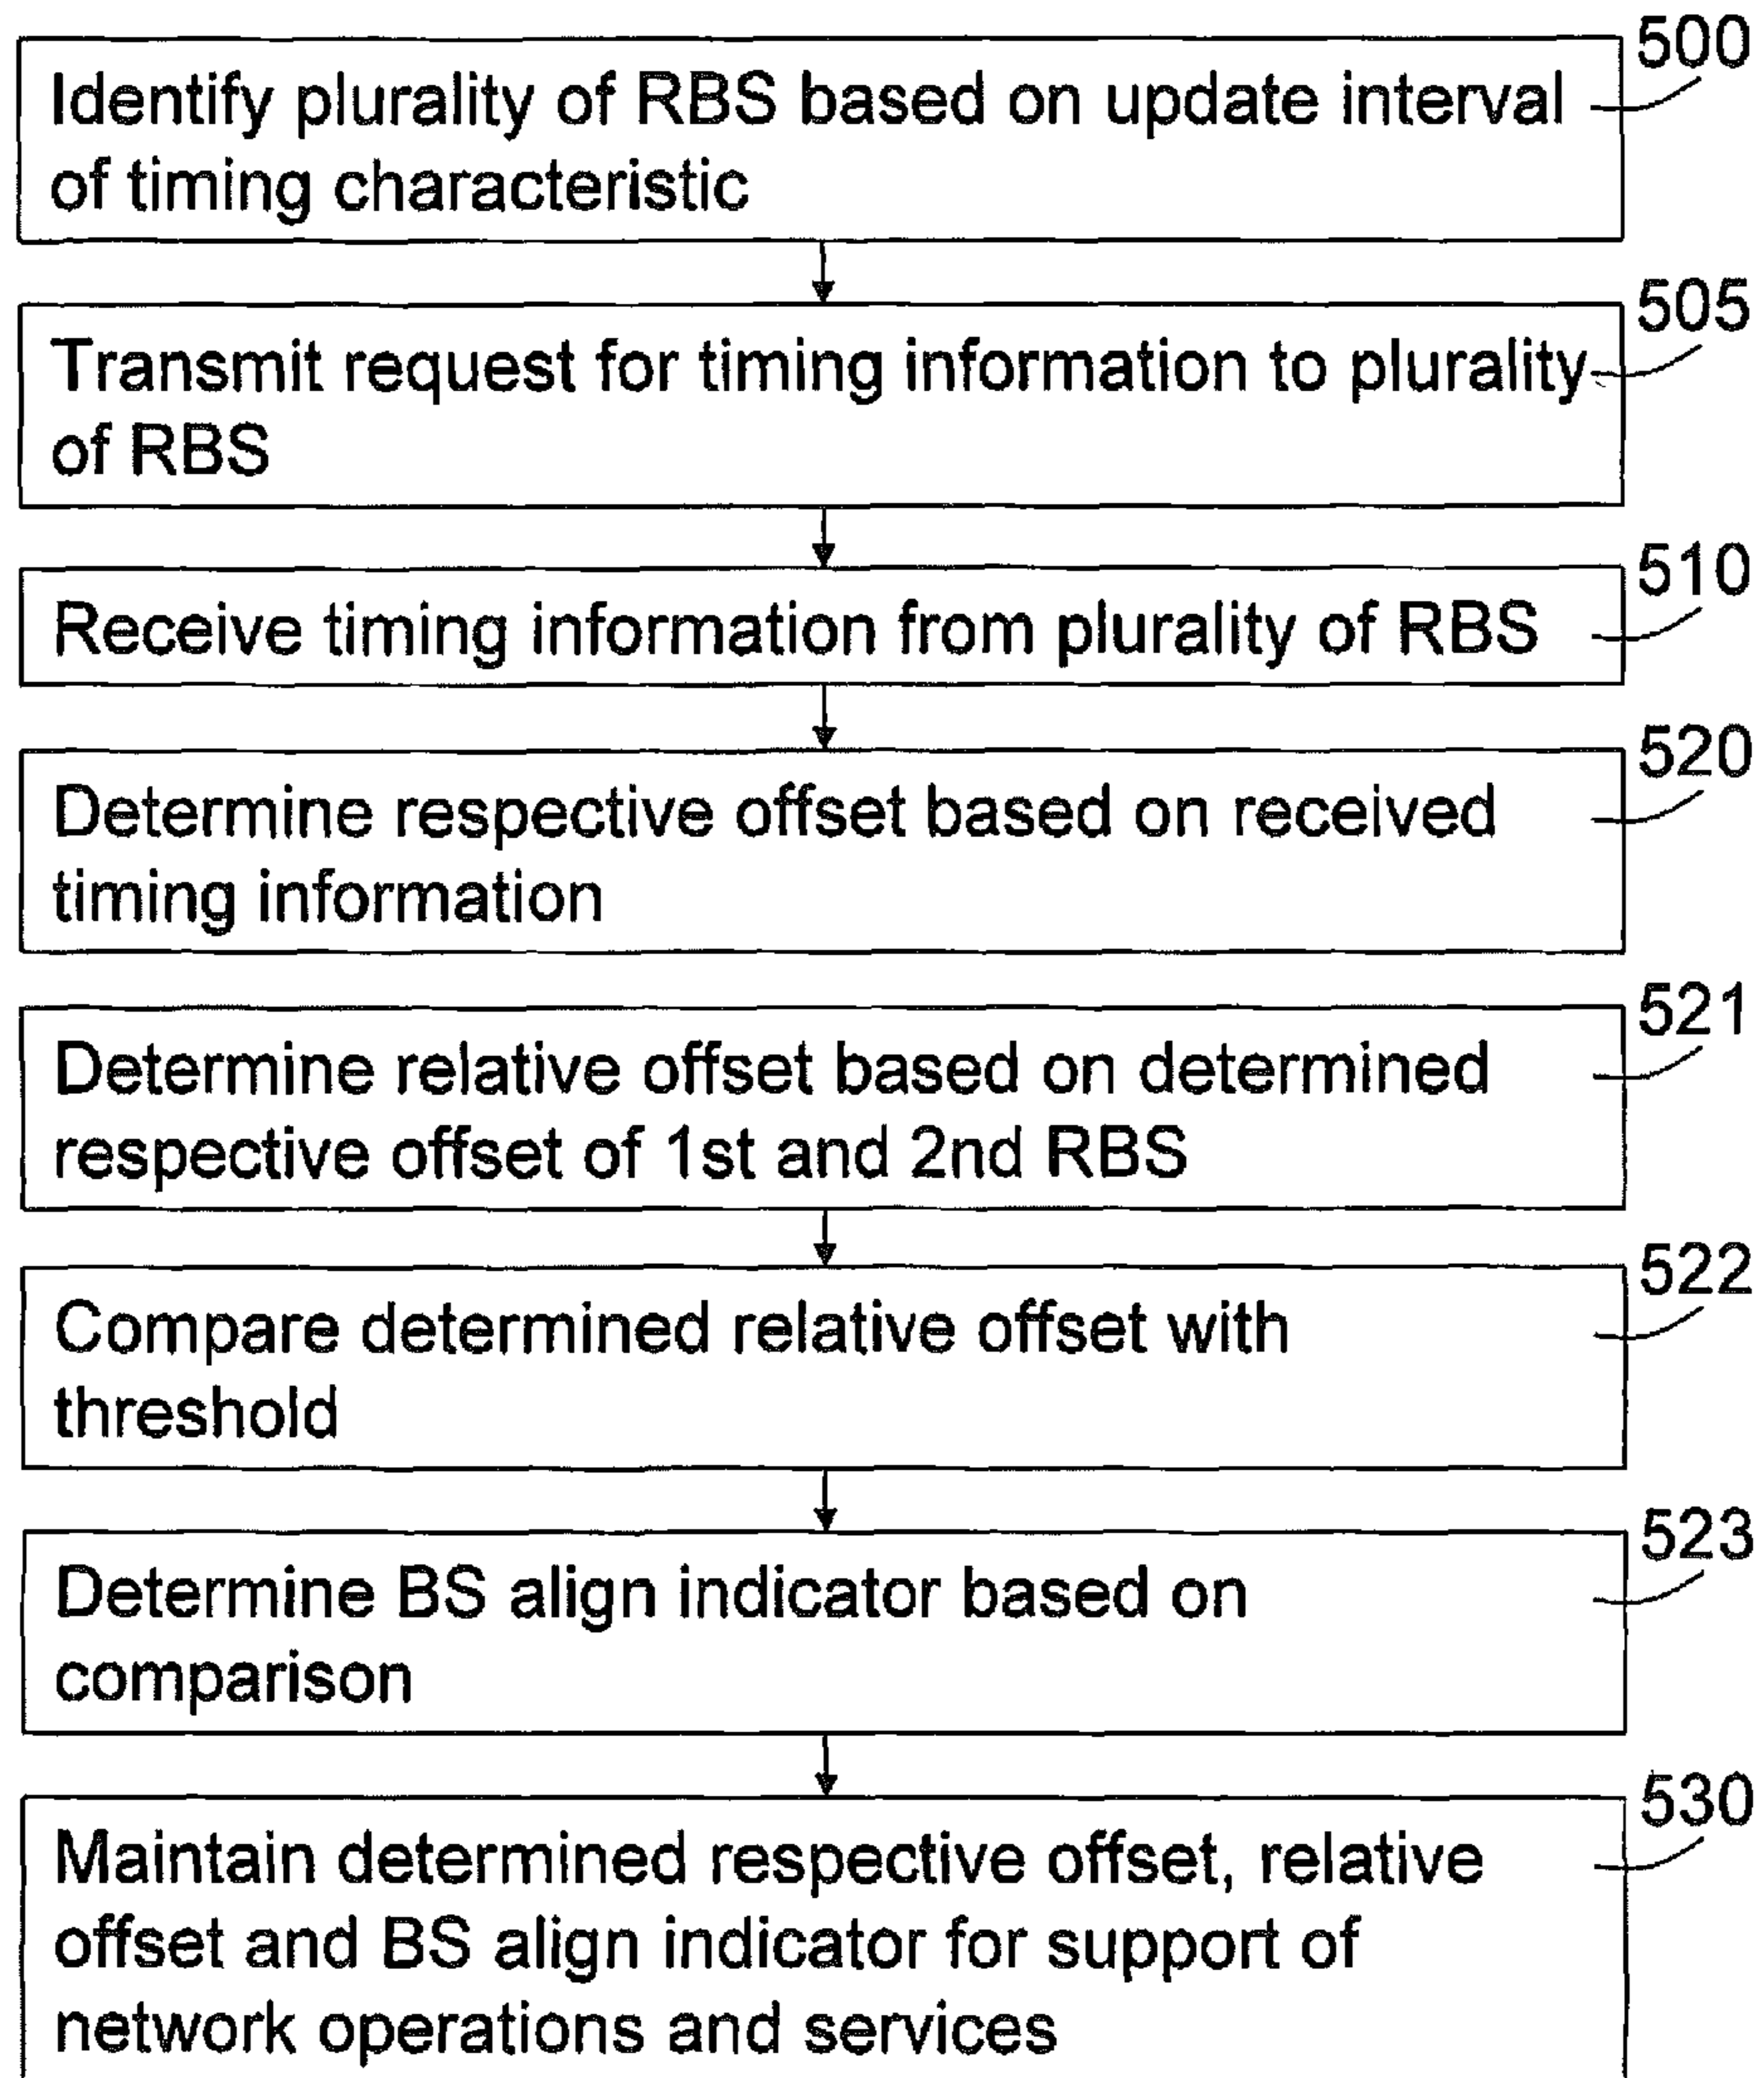 500
Identify plurality of RBS based on update interval
of timing characteristic
505
Transmit request for timing information to plurality
of RBS
510
Receive timing information from plurality of RBS
520
Determine respective offset based on received
timing information
521
Determine relative offset based on determined
respective offset of 1st and 2nd RBS
522
Compare determined relative offset with
threshold
523
Determine BS align indicator based on
comparison
530
Maintain determined respective offset, relative
offset and BS align indicator for support of
network operations and services